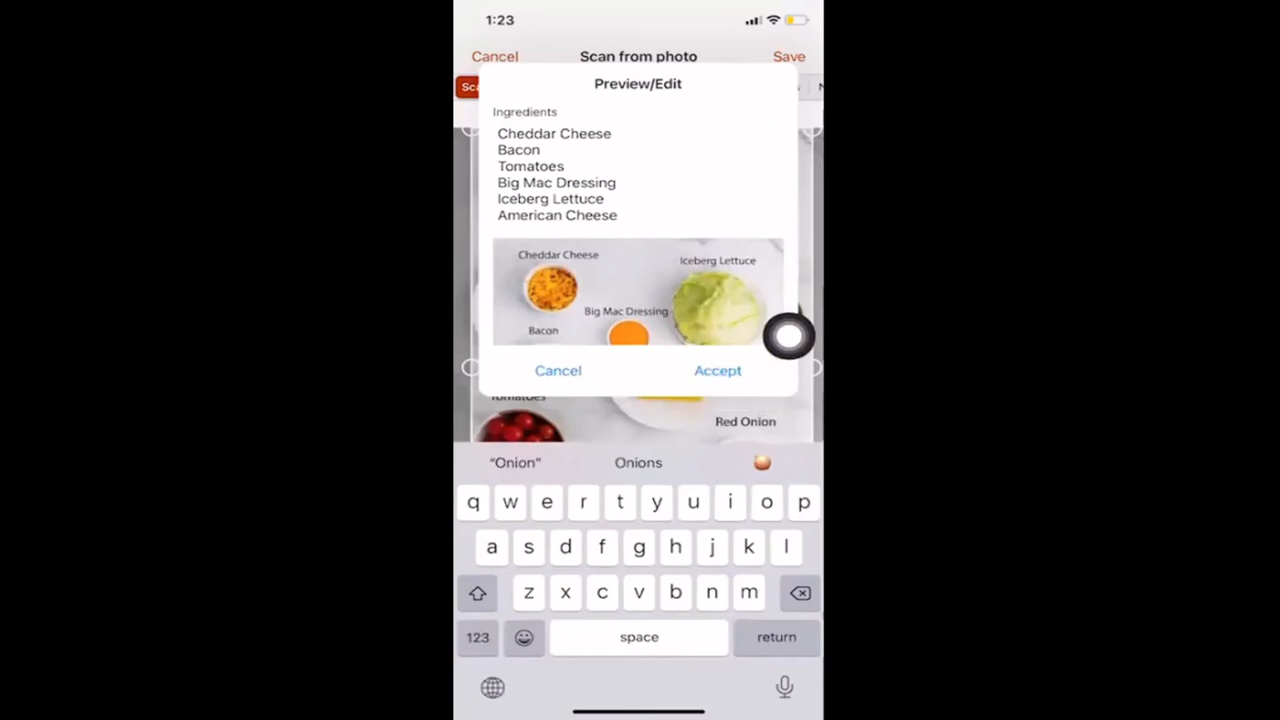 1:23
Cancel Scan from photo Save
Preview/Edit
Ingredients
Cheddar Cheese
Bacon
Tomatoes
Big Mac Dressing
Iceberg Lettuce
American Cheese
Cheddar Cheese
Iceberg Lettuce
Big Mac Dressing
Bacon
Cancel Accept
Tomatoes
Red Onion
"Onion" Onions
q w e r t y u i o p
a s d f g h j k l
z x c v b n m
123 space return